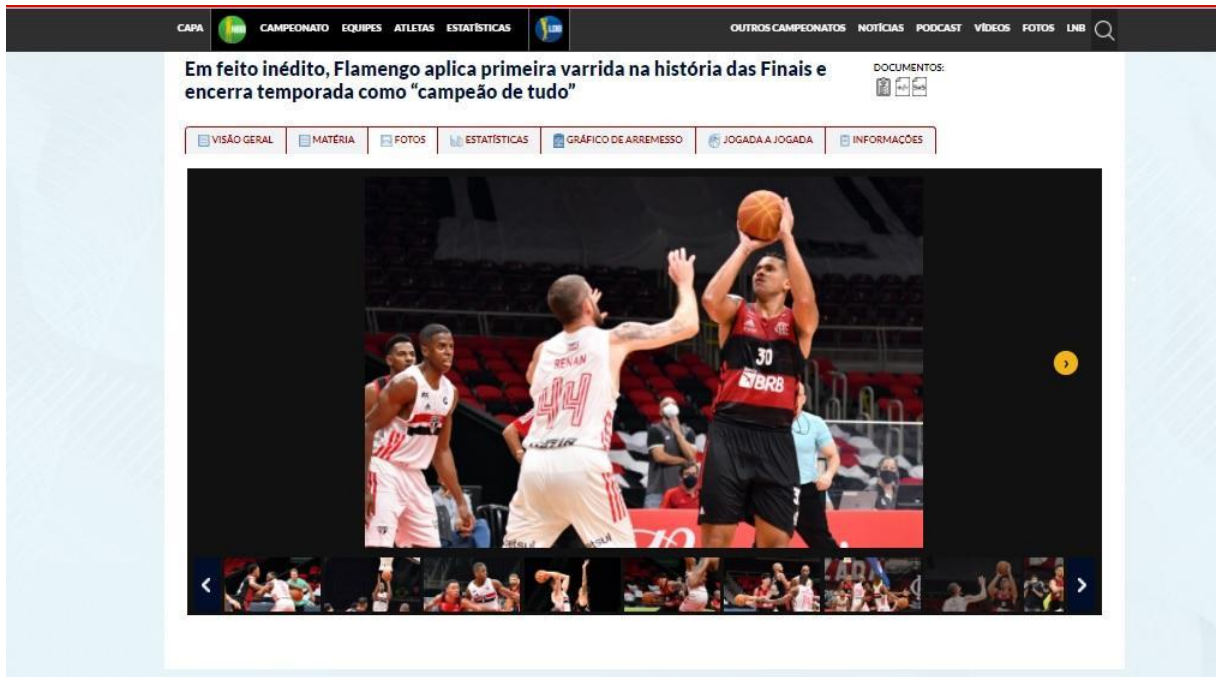 CAPA CAMPEONATO EQUIPES ATLETAS ESTATÍSTICAS OUTROS CAMPEONATOS NOTÍCIAS PODCAST VÍDEOS FOTOS LNB
Em feito inédito, Flamengo aplica primeira varrida na história das Finais e
encerra temporada como “campeão de tudo”
DOCUMENTOS:
VISÃO GERAL MATÉRIA FOTOS ESTATÍSTICAS GRÁFICO DE ARREMESSO JOGADA A JOGADA INFORMAÇÕES
RENAN
44
30
BRB